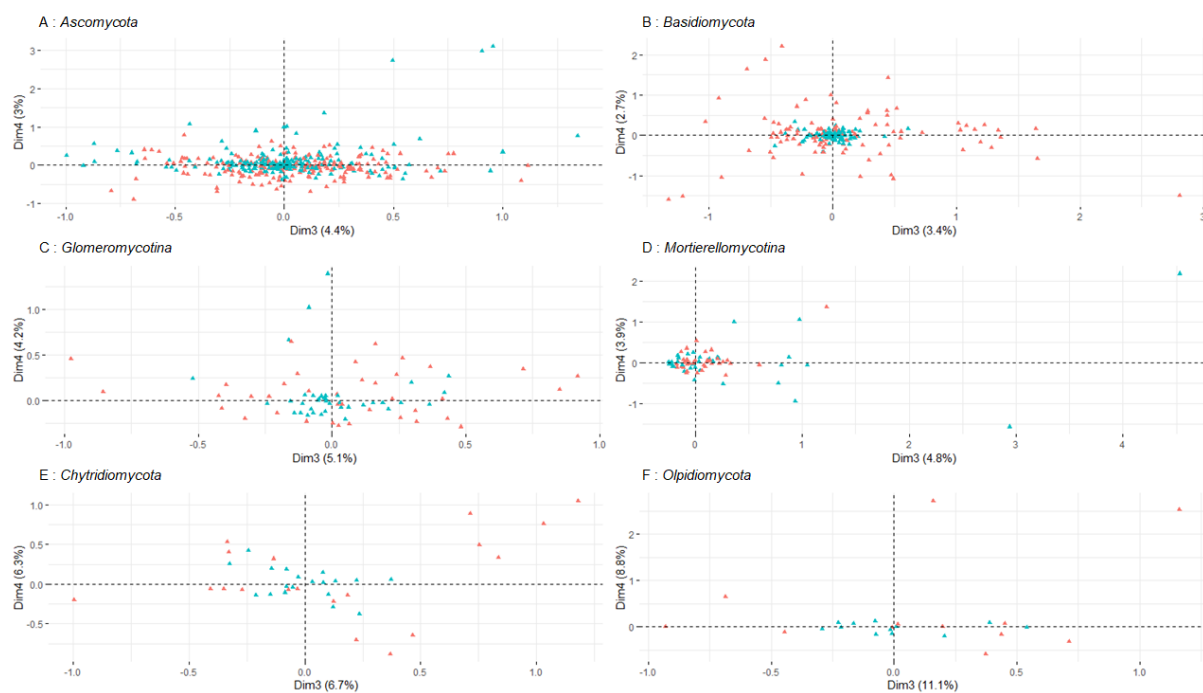 A : Ascomycota
Dim4 (3%)
3
2
1
0
-1
-1.0 -0.5 0.0 0.5 1.0
Dim3 (4.4%)
B : Basidiomycota
Dim4 (2.7%)
2
1
0
-1
-1 0 1 2 3
Dim3 (3.4%)
C : Glomeromycotina
Dim4 (4.2%)
1.0
0.5
0.0
-1.0 -0.5 0.0 0.5 1.0
Dim3 (5.1%)
D : Mortierellomycotina
Dim4 (3.9%)
2
1
0
-1
0 1 2 3 4
Dim3 (4.8%)
E : Chytridiomycota
Dim4 (6.3%)
1.0
0.5
0.0
-0.5
-1.0 -0.5 0.0 0.5 1.0
Dim3 (6.7%)
F : Olpidiomycota
Dim4 (8.8%)
2
1
0
-1.0 -0.5 0.0 0.5 1.0
Dim3 (11.1%)